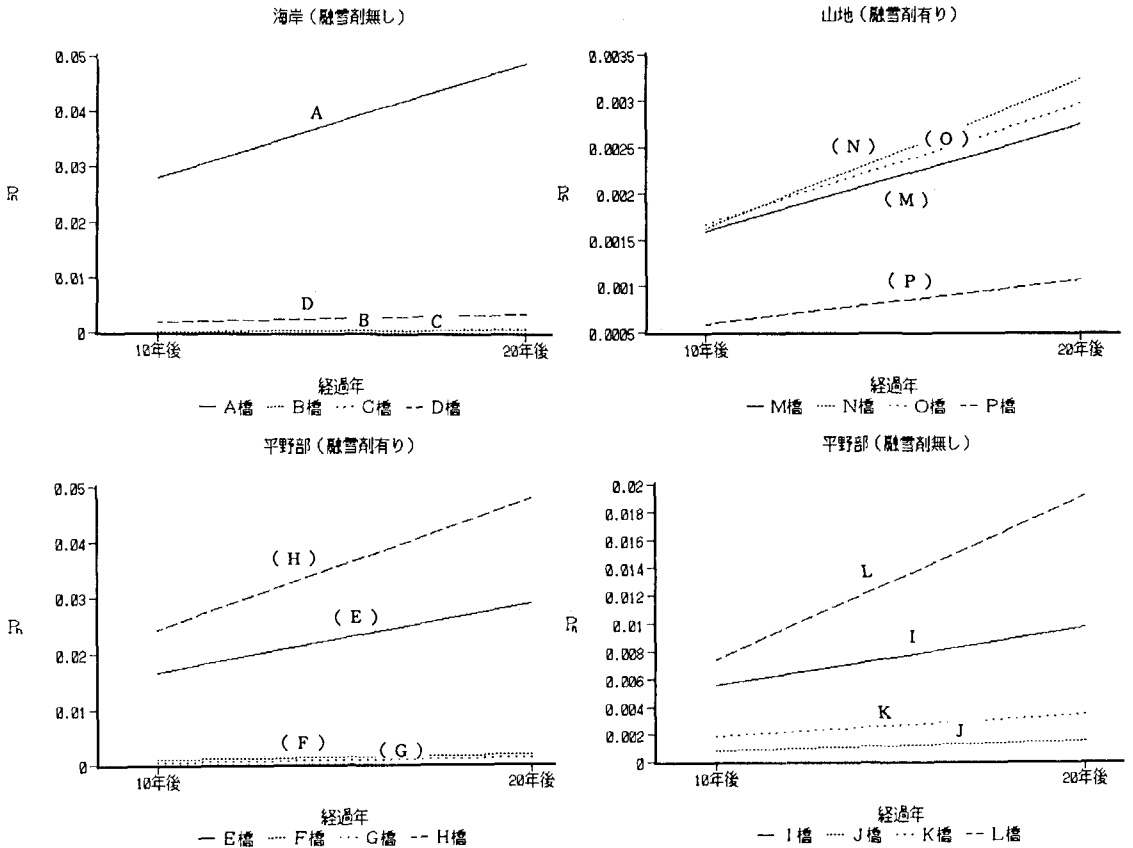 海岸（融雪剤無し）
0.05
0.04
0.03
0.02
0.01
0
A
D
B
C
10年後
20年後
経過年
A橋 B橋 C橋 D橋
山地（融雪剤有り）
0.0035
0.003
0.0025
0.002
0.0015
0.001
0.0005
(N)
(O)
(M)
(P)
10年後
20年後
経過年
M橋 N橋 O橋 P橋
平野部（融雪剤有り）
0.05
0.04
0.03
0.02
0.01
0
(H)
(E)
(F)
(G)
10年後
20年後
経過年
E橋 F橋 G橋 H橋
平野部（融雪剤無し）
0.02
0.018
0.016
0.014
0.012
0.01
0.008
0.006
0.004
0.002
0
L
I
K
J
10年後
20年後
経過年
I橋 J橋 K橋 L橋